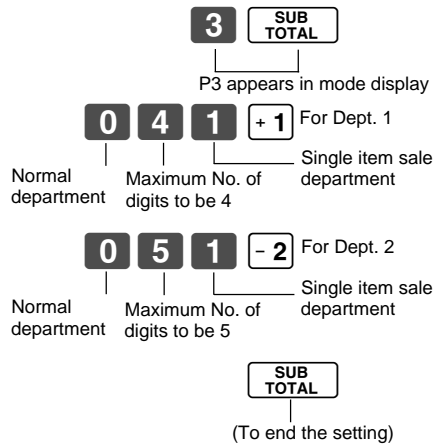 3 SUB TOTAL
P3 appears in mode display
0 4 1 + 1 For Dept. 1
Single item sale department
Normal department
Maximum No. of digits to be 4
0 5 1 - 2 For Dept. 2
Single item sale department
Normal department
Maximum No. of digits to be 5
SUB TOTAL
(To end the setting)